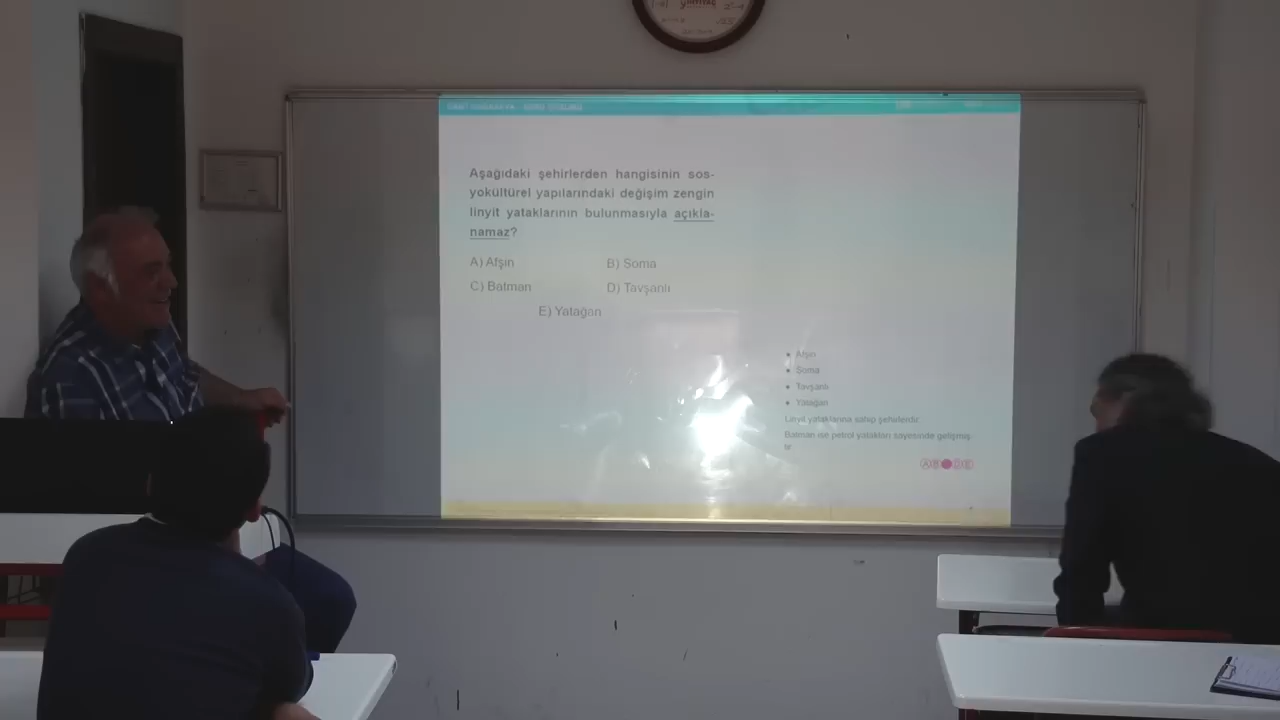 Aşağıdaki şehirlerden hangisinin sos-
yokültürel yapılarındaki değişim zengin
linyit yataklarının bulunmasıyla açıkla-
namaz?
A) Afşin
B) Soma
C) Batman
D) Tavşanlı
E) Yatağan
• Afşin
• Soma
• Tavşanlı
• Yatağan
Linyit yataklarına sahip şehirlerdir.
Batman ise petrol yatakları sayesinde gelişmiş-
tir.